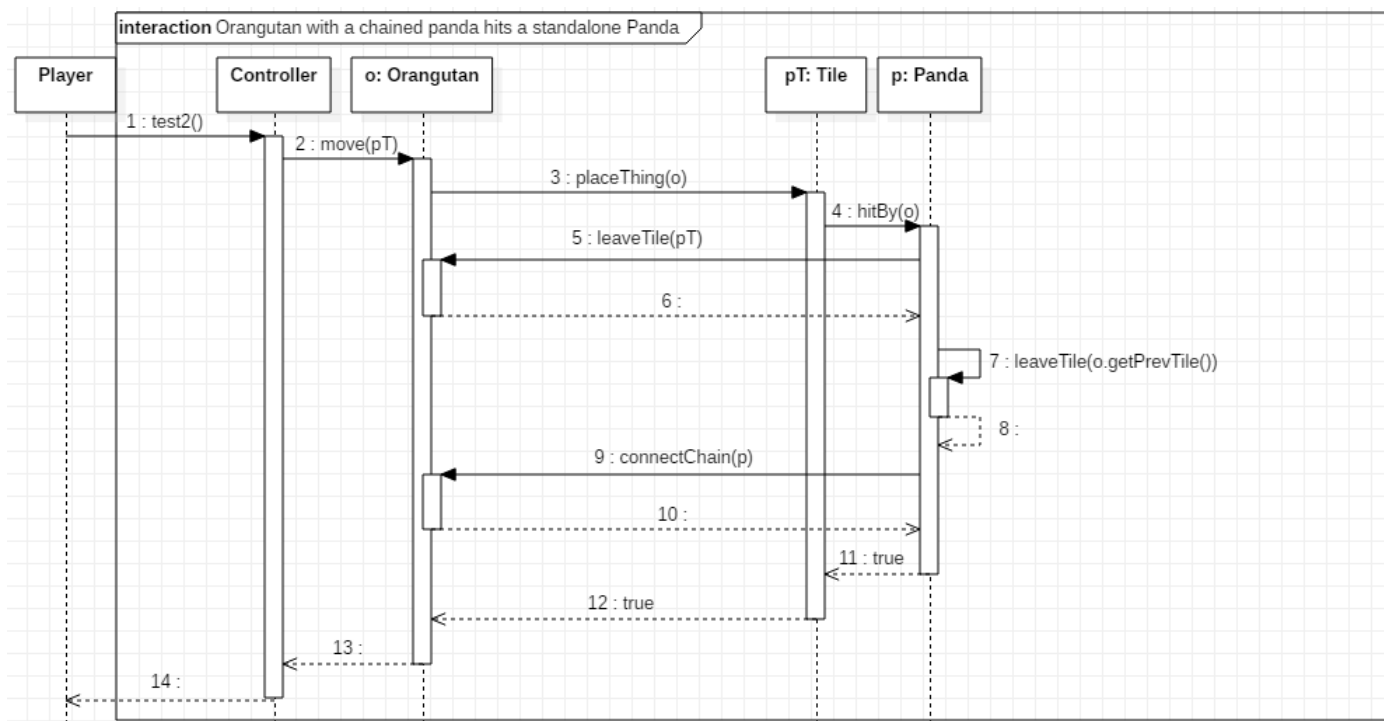 interaction Orangutan with a chained panda hits a standalone Panda
Player
Controller
o: Orangutan
pT: Tile
p: Panda
1 : test2()
2 : move(pT)
3 : placeThing(o)
4 : hitBy(o)
5 : leaveTile(pT)
6 :
7 : leaveTile(o.getPrevTile())
8 :
9 : connectChain(p)
10 :
11 : true
12 : true
13 :
14 :